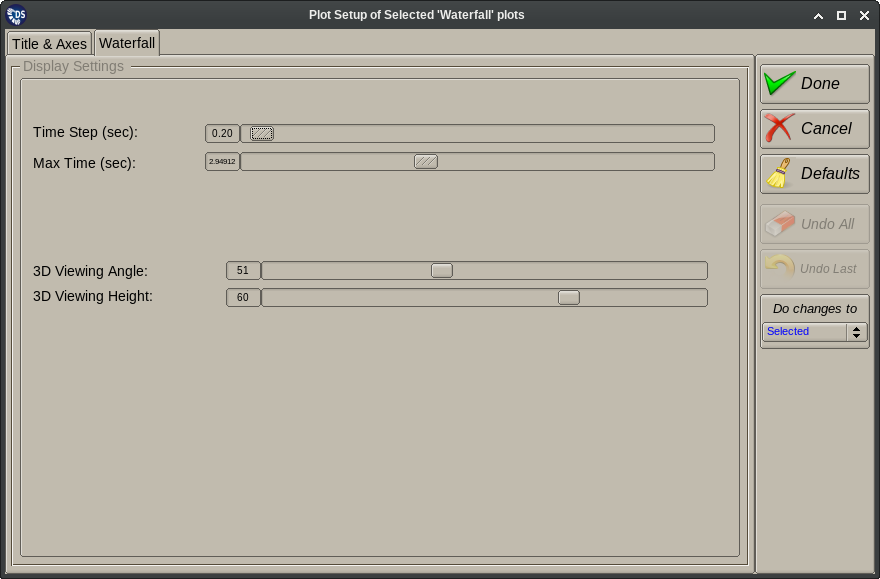 DS
Plot Setup of Selected 'Waterfall' plots
Title & Axes
Waterfall
Display Settings
Time Step (sec):
0.20
Max Time (sec):
2.94912
3D Viewing Angle:
51
3D Viewing Height:
60
Done
Cancel
Defaults
Undo All
Undo Last
Do changes to
Selected